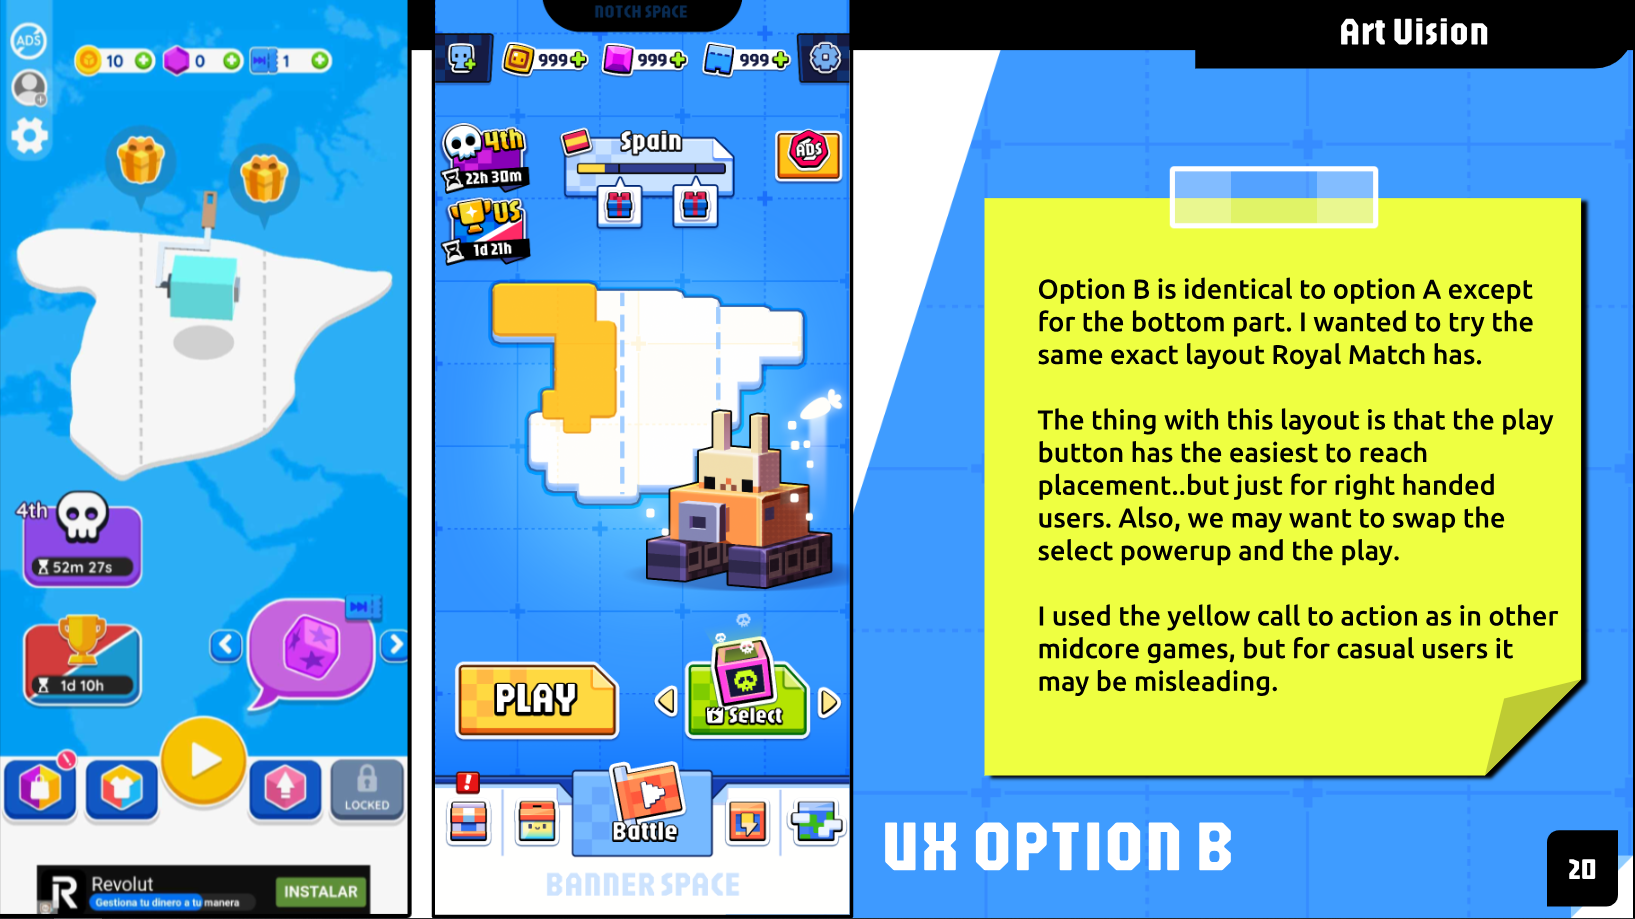 ADS
10
0
1
4th
52m 27s
1d 10h
LOCKED
R
Revolut
Gestiona tu dinero a tu manera
INSTALAR
NOTCH SPACE
999
999
999
4th
22h 30m
US
1d 21h
Spain
ADS
PLAY
Select
!
Battle
BANNER SPACE
Art Vision
Option B is identical to option A except
for the bottom part. I wanted to try the
same exact layout Royal Match has.
The thing with this layout is that the play
button has the easiest to reach
placement..but just for right handed
users. Also, we may want to swap the
select powerup and the play.
I used the yellow call to action as in other
midcore games, but for casual users it
may be misleading.
UX OPTION B
20